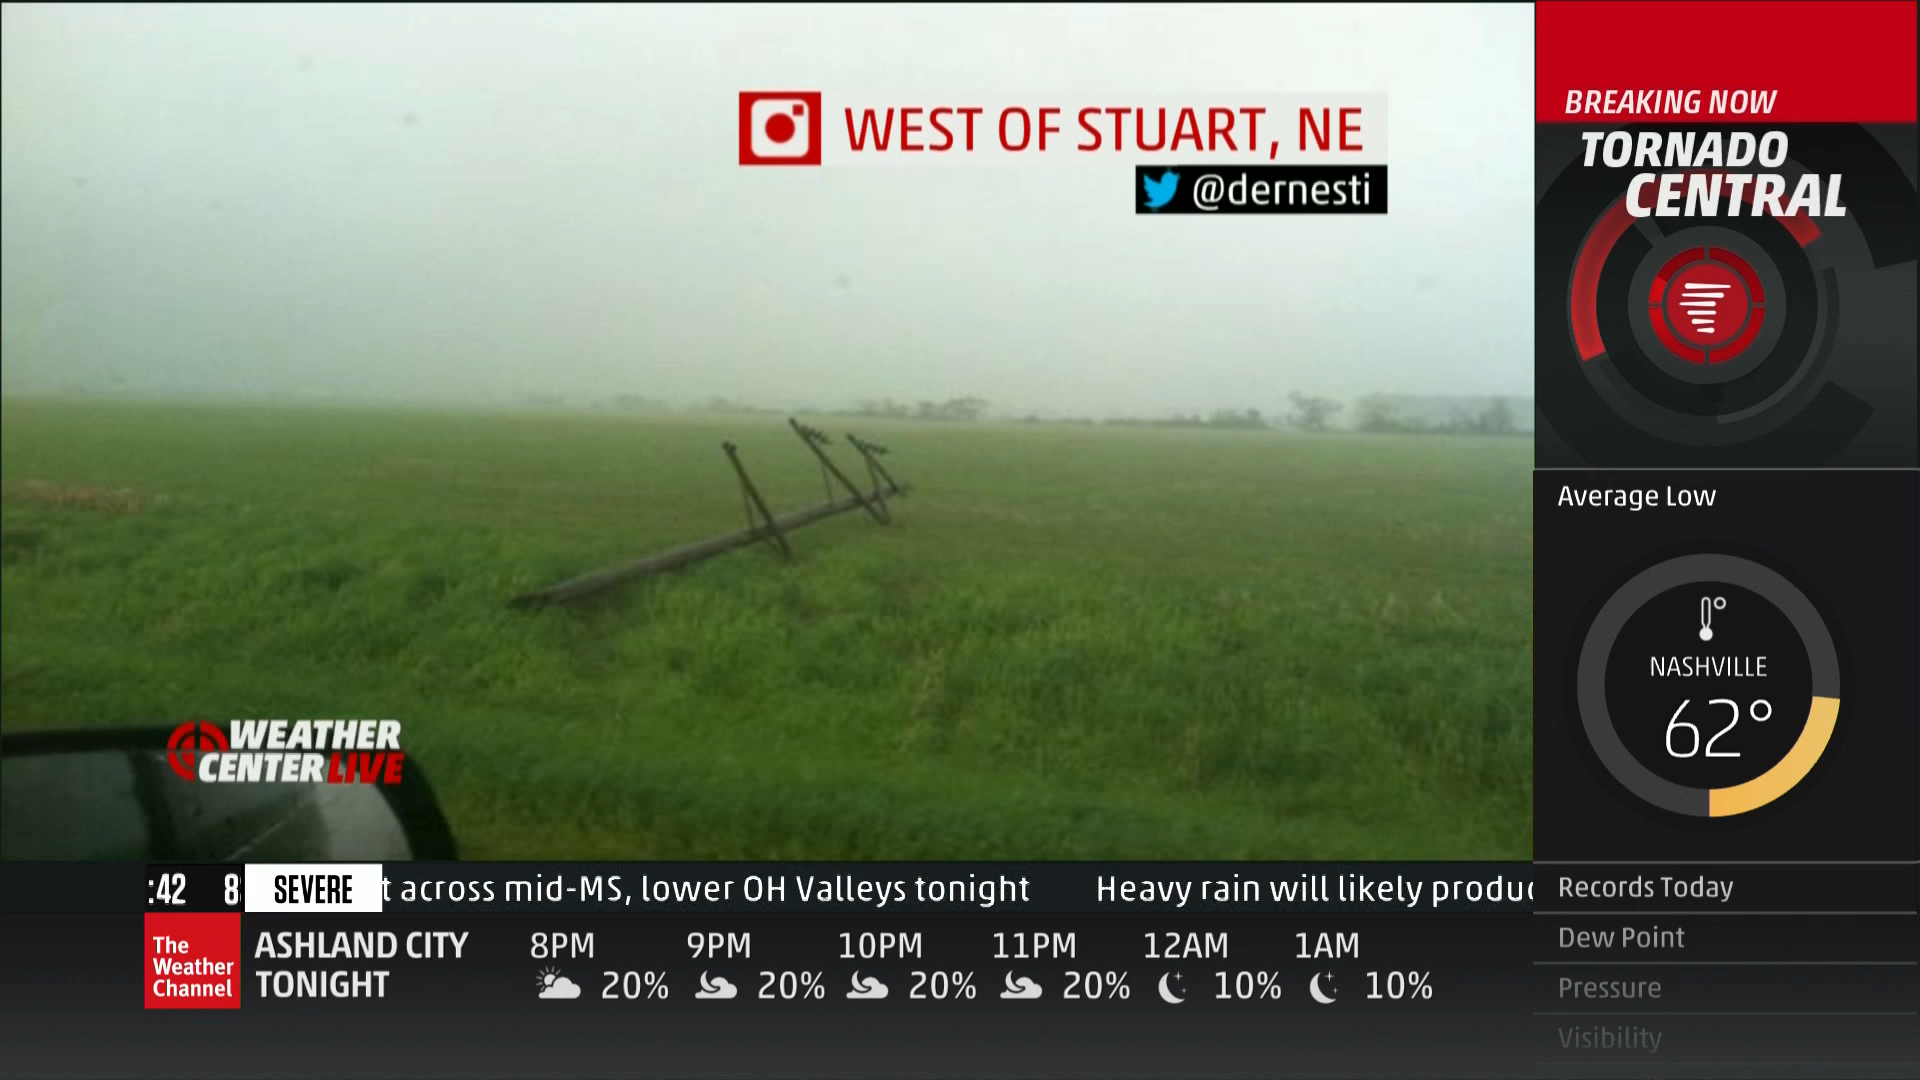 WEST OF STUART, NE
@dernesti
BREAKING NOW
TORNADO
CENTRAL
Average Low
NASHVILLE
62°
WEATHER
CENTER LIVE
:42 8 SEVERE across mid-MS, lower OH Valleys tonight Heavy rain will likely
The
Weather
Channel
ASHLAND CITY
TONIGHT
8PM 9PM 10PM 11PM 12AM 1AM
20% 20% 20% 20% 10% 10%
Records Today
Dew Point
Pressure
Visibility